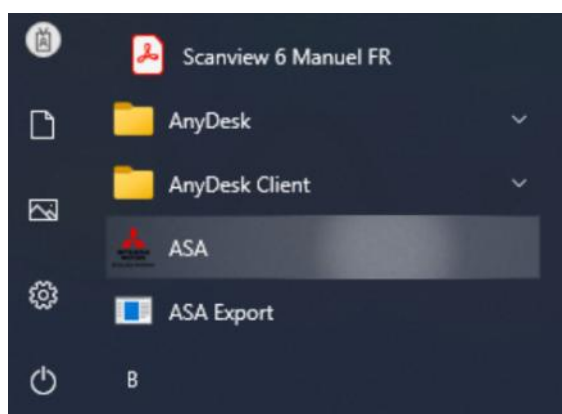 Scanview 6 Manuel FR
AnyDesk
AnyDesk Client
ASA
ASA Export
B